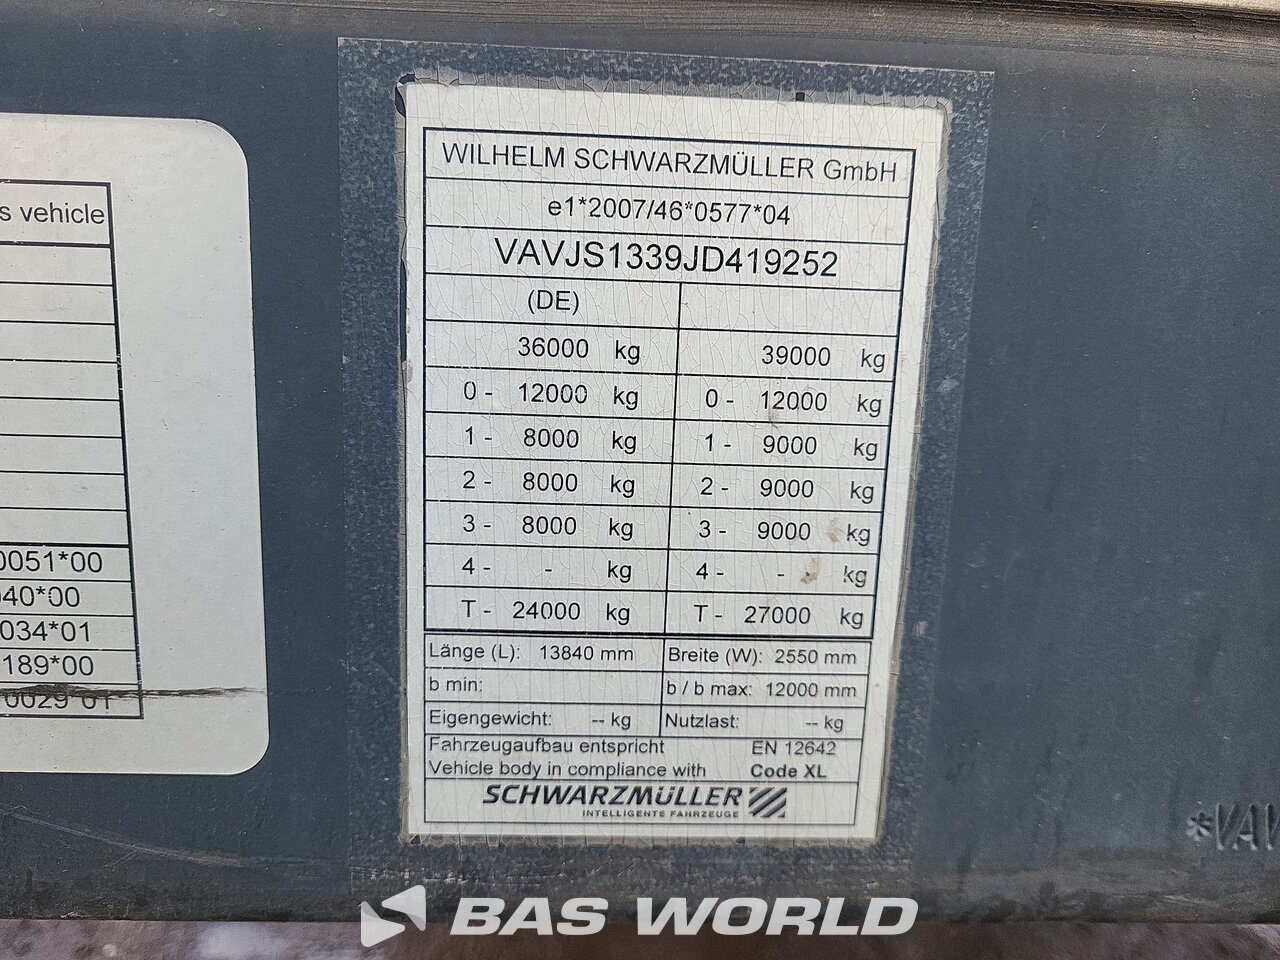 s vehicle
0051*00
040*00
034*01
189*00
0029*01
WILHELM SCHWARZMÜLLER GmbH
e1*2007/46*0577*04
VAVJS1339JD419252
(DE)
36000 kg 39000 kg
0 - 12000 kg 0 - 12000 kg
1 - 8000 kg 1 - 9000 kg
2 - 8000 kg 2 - 9000 kg
3 - 8000 kg 3 - 9000 kg
4 - - kg 4 - - kg
T - 24000 kg T - 27000 kg
Länge (L): 13840 mm Breite (W): 2550 mm
b min: b / b max: 12000 mm
Eigengewicht: -- kg Nutzlast: -- kg
Fahrzeugaufbau entspricht EN 12642
Vehicle body in compliance with Code XL
SCHWARZMÜLLER
INTELLIGENTE FAHRZEUGE
*VAV
BAS WORLD